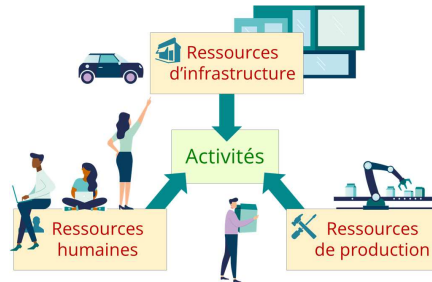 Ressources
d'infrastructure
Activités
Ressources
humaines
Ressources
de production